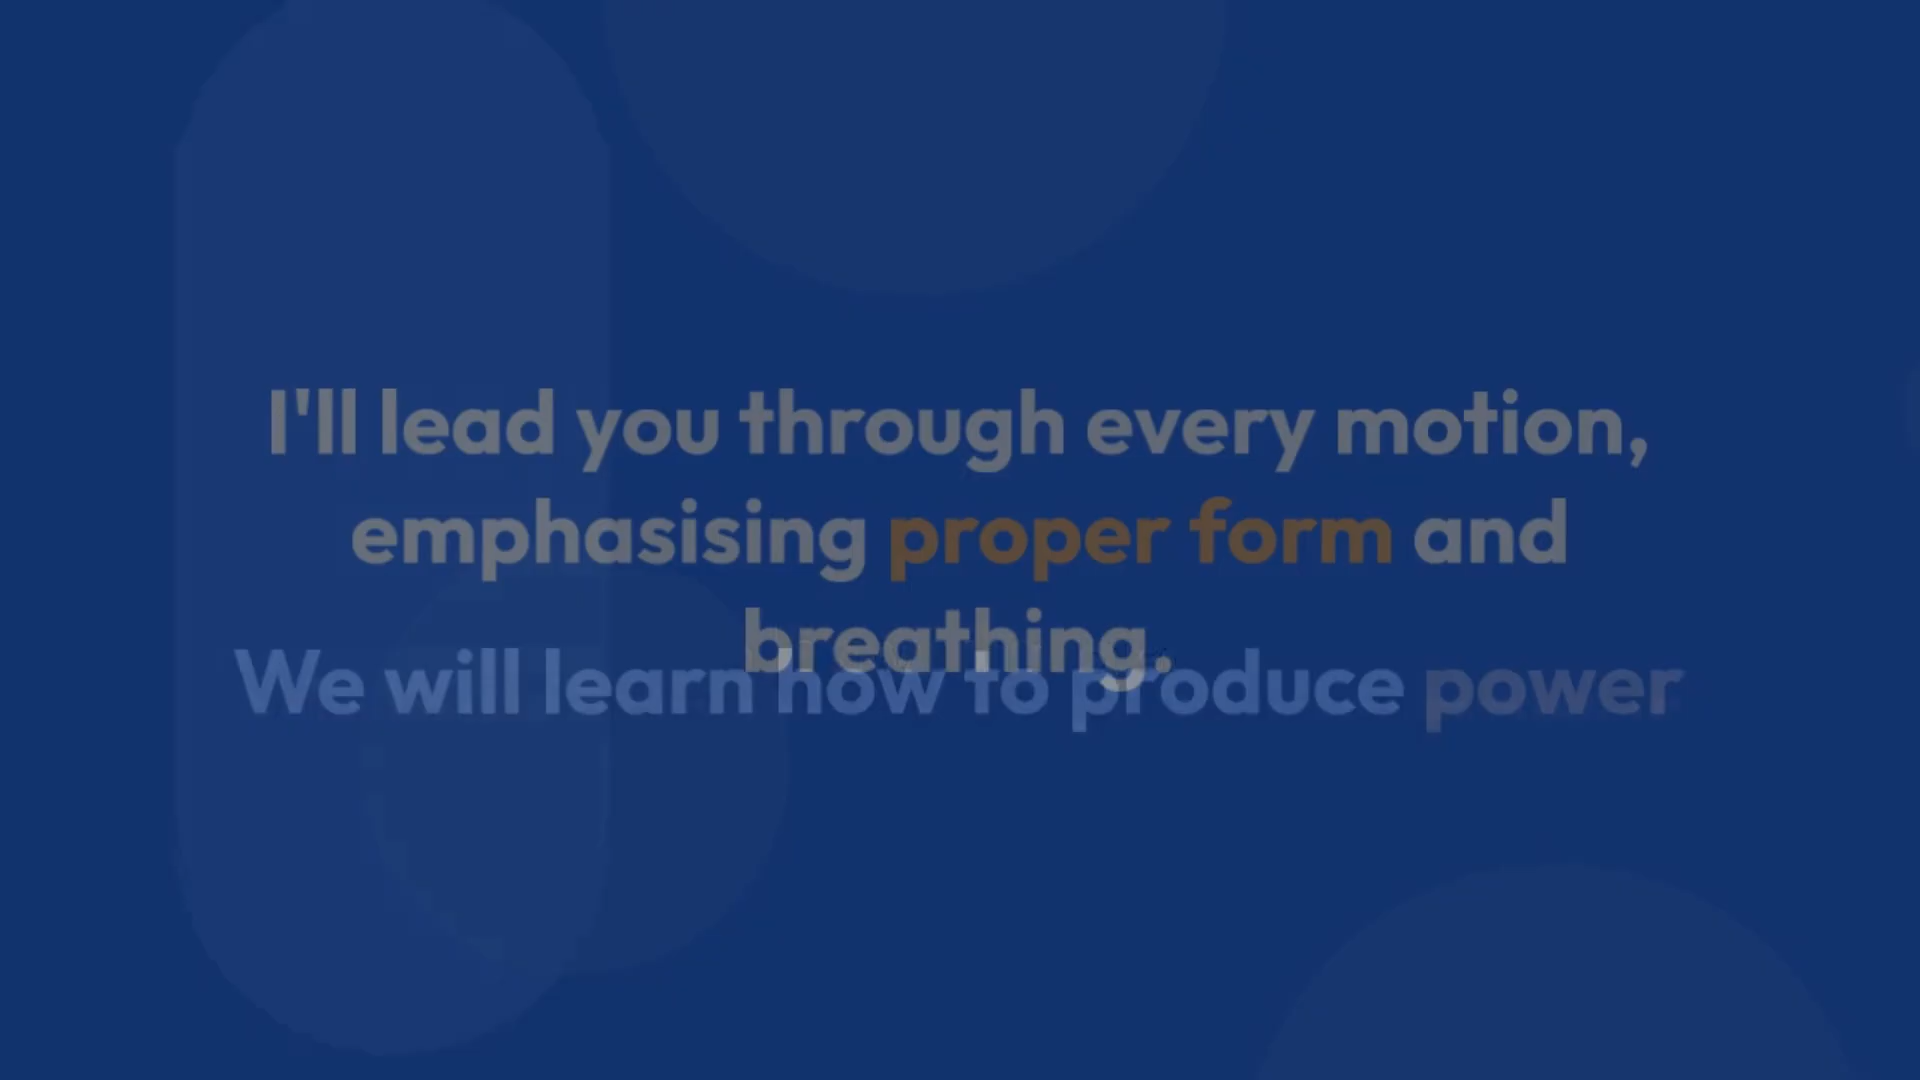 I'll lead you through every motion,
emphasising proper form and
breathing.
We will learn how to produce power